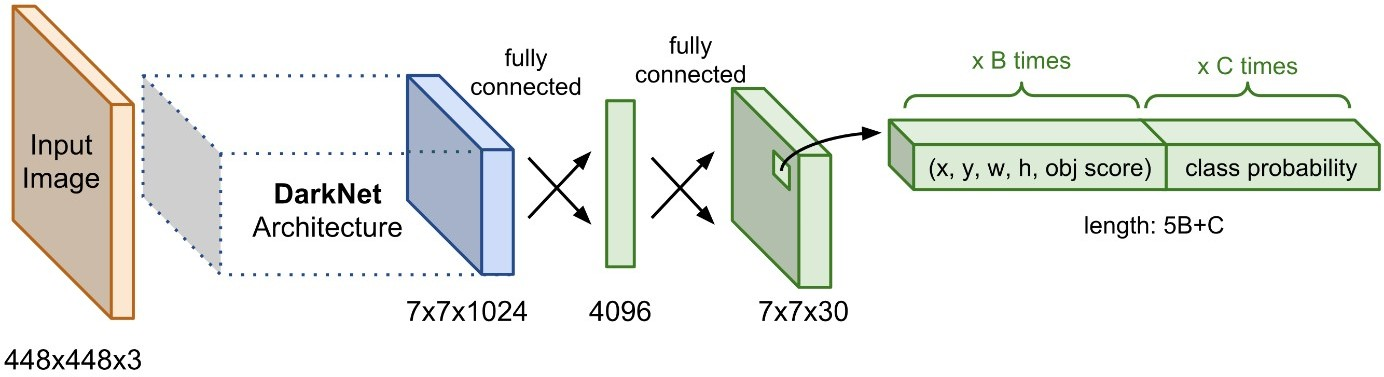 Input
Image
448x448x3
DarkNet
Architecture
7x7x1024
fully
connected
4096
fully
connected
7x7x30
x B times
x C times
(x, y, w, h, obj score)
class probability
length: 5B+C